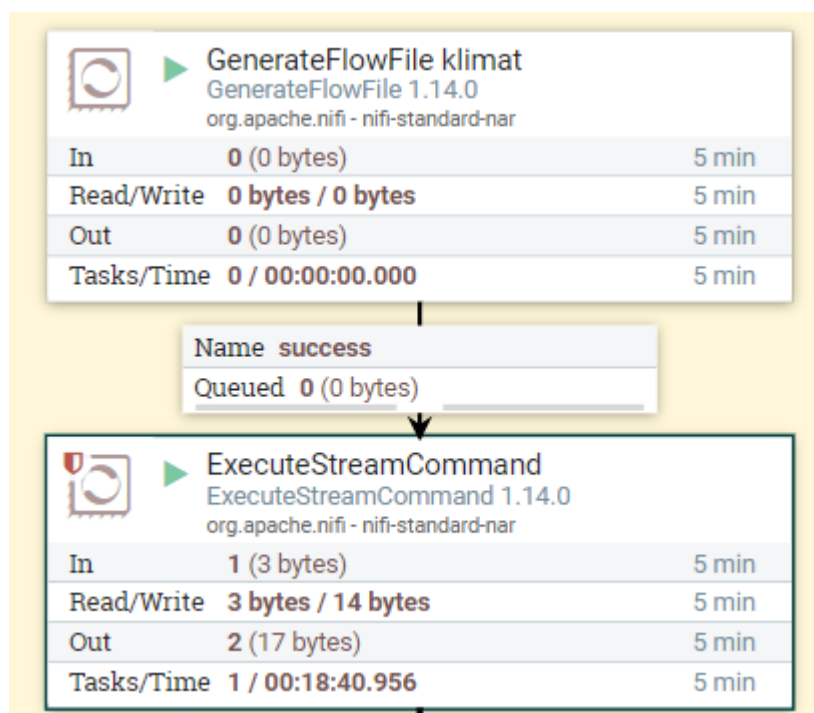 GenerateFlowFile klimat
GenerateFlowFile 1.14.0
org.apache.nifi - nifi-standard-nar
In 0 (0 bytes) 5 min
Read/Write 0 bytes / 0 bytes 5 min
Out 0 (0 bytes) 5 min
Tasks/Time 0 / 00:00:00.000 5 min
Name success
Queued 0 (0 bytes)
ExecuteStreamCommand
ExecuteStreamCommand 1.14.0
org.apache.nifi - nifi-standard-nar
In 1 (3 bytes) 5 min
Read/Write 3 bytes / 14 bytes 5 min
Out 2 (17 bytes) 5 min
Tasks/Time 1 / 00:18:40.956 5 min